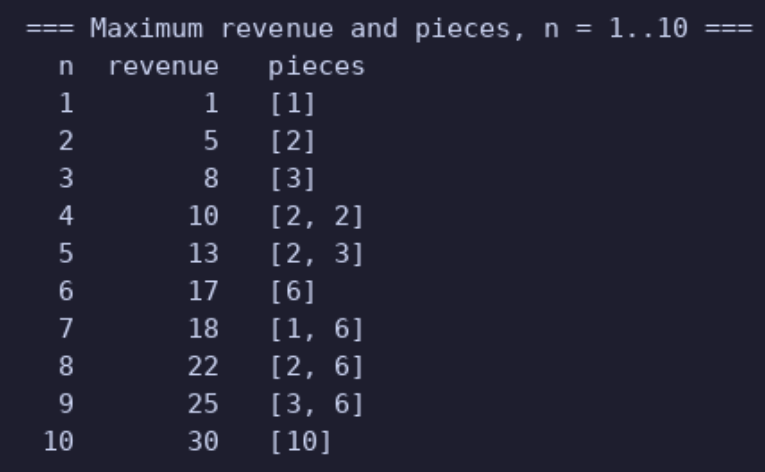 === Maximum revenue and pieces, n = 1..10 ===
n revenue pieces
1 1 [1]
2 5 [2]
3 8 [3]
4 10 [2, 2]
5 13 [2, 3]
6 17 [6]
7 18 [1, 6]
8 22 [2, 6]
9 25 [3, 6]
10 30 [10]